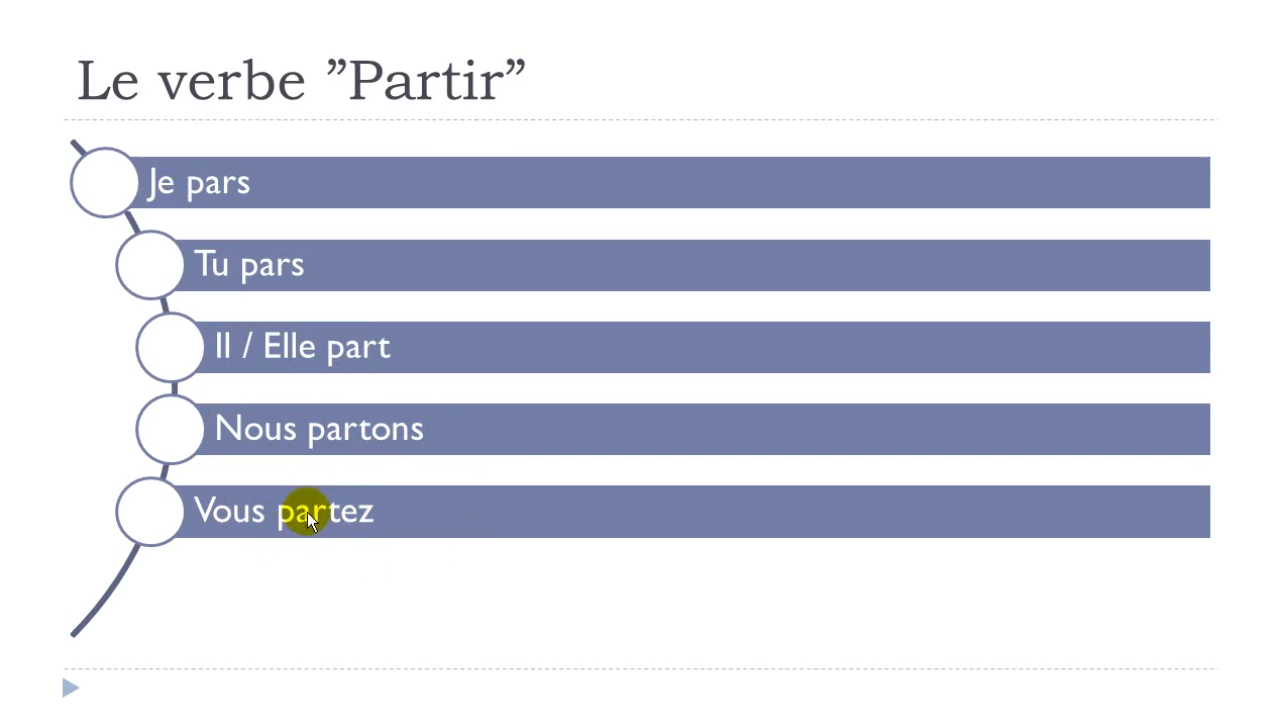 Le verbe ”Partir”
Je pars
Tu pars
Il / Elle part
Nous partons
Vous partez